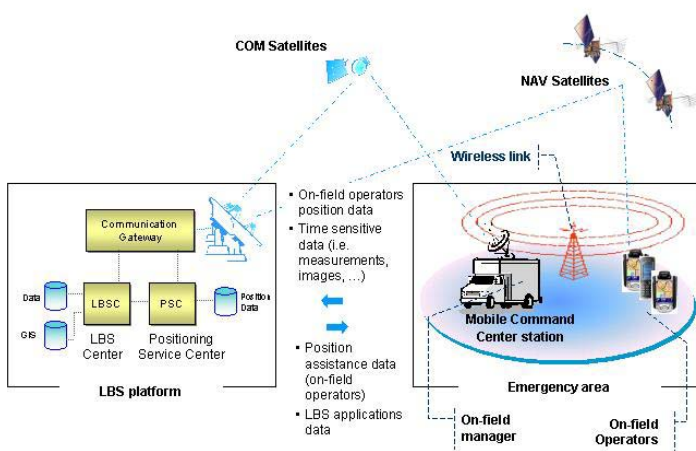 COM Satellites
NAV Satellites
Wireless link
Communication
Gateway
Data
LBSC
PSC
Position
Data
GIS
LBS
Center
Positioning
Service Center
LBS platform
• On-field operators
position data
• Time sensitive
data (i.e.
measurements,
images, ...)
• Position
assistance data
(on-field
operators)
• LBS applications
data
Mobile Command
Center station
Emergency area
On-field
manager
On-field
Operators